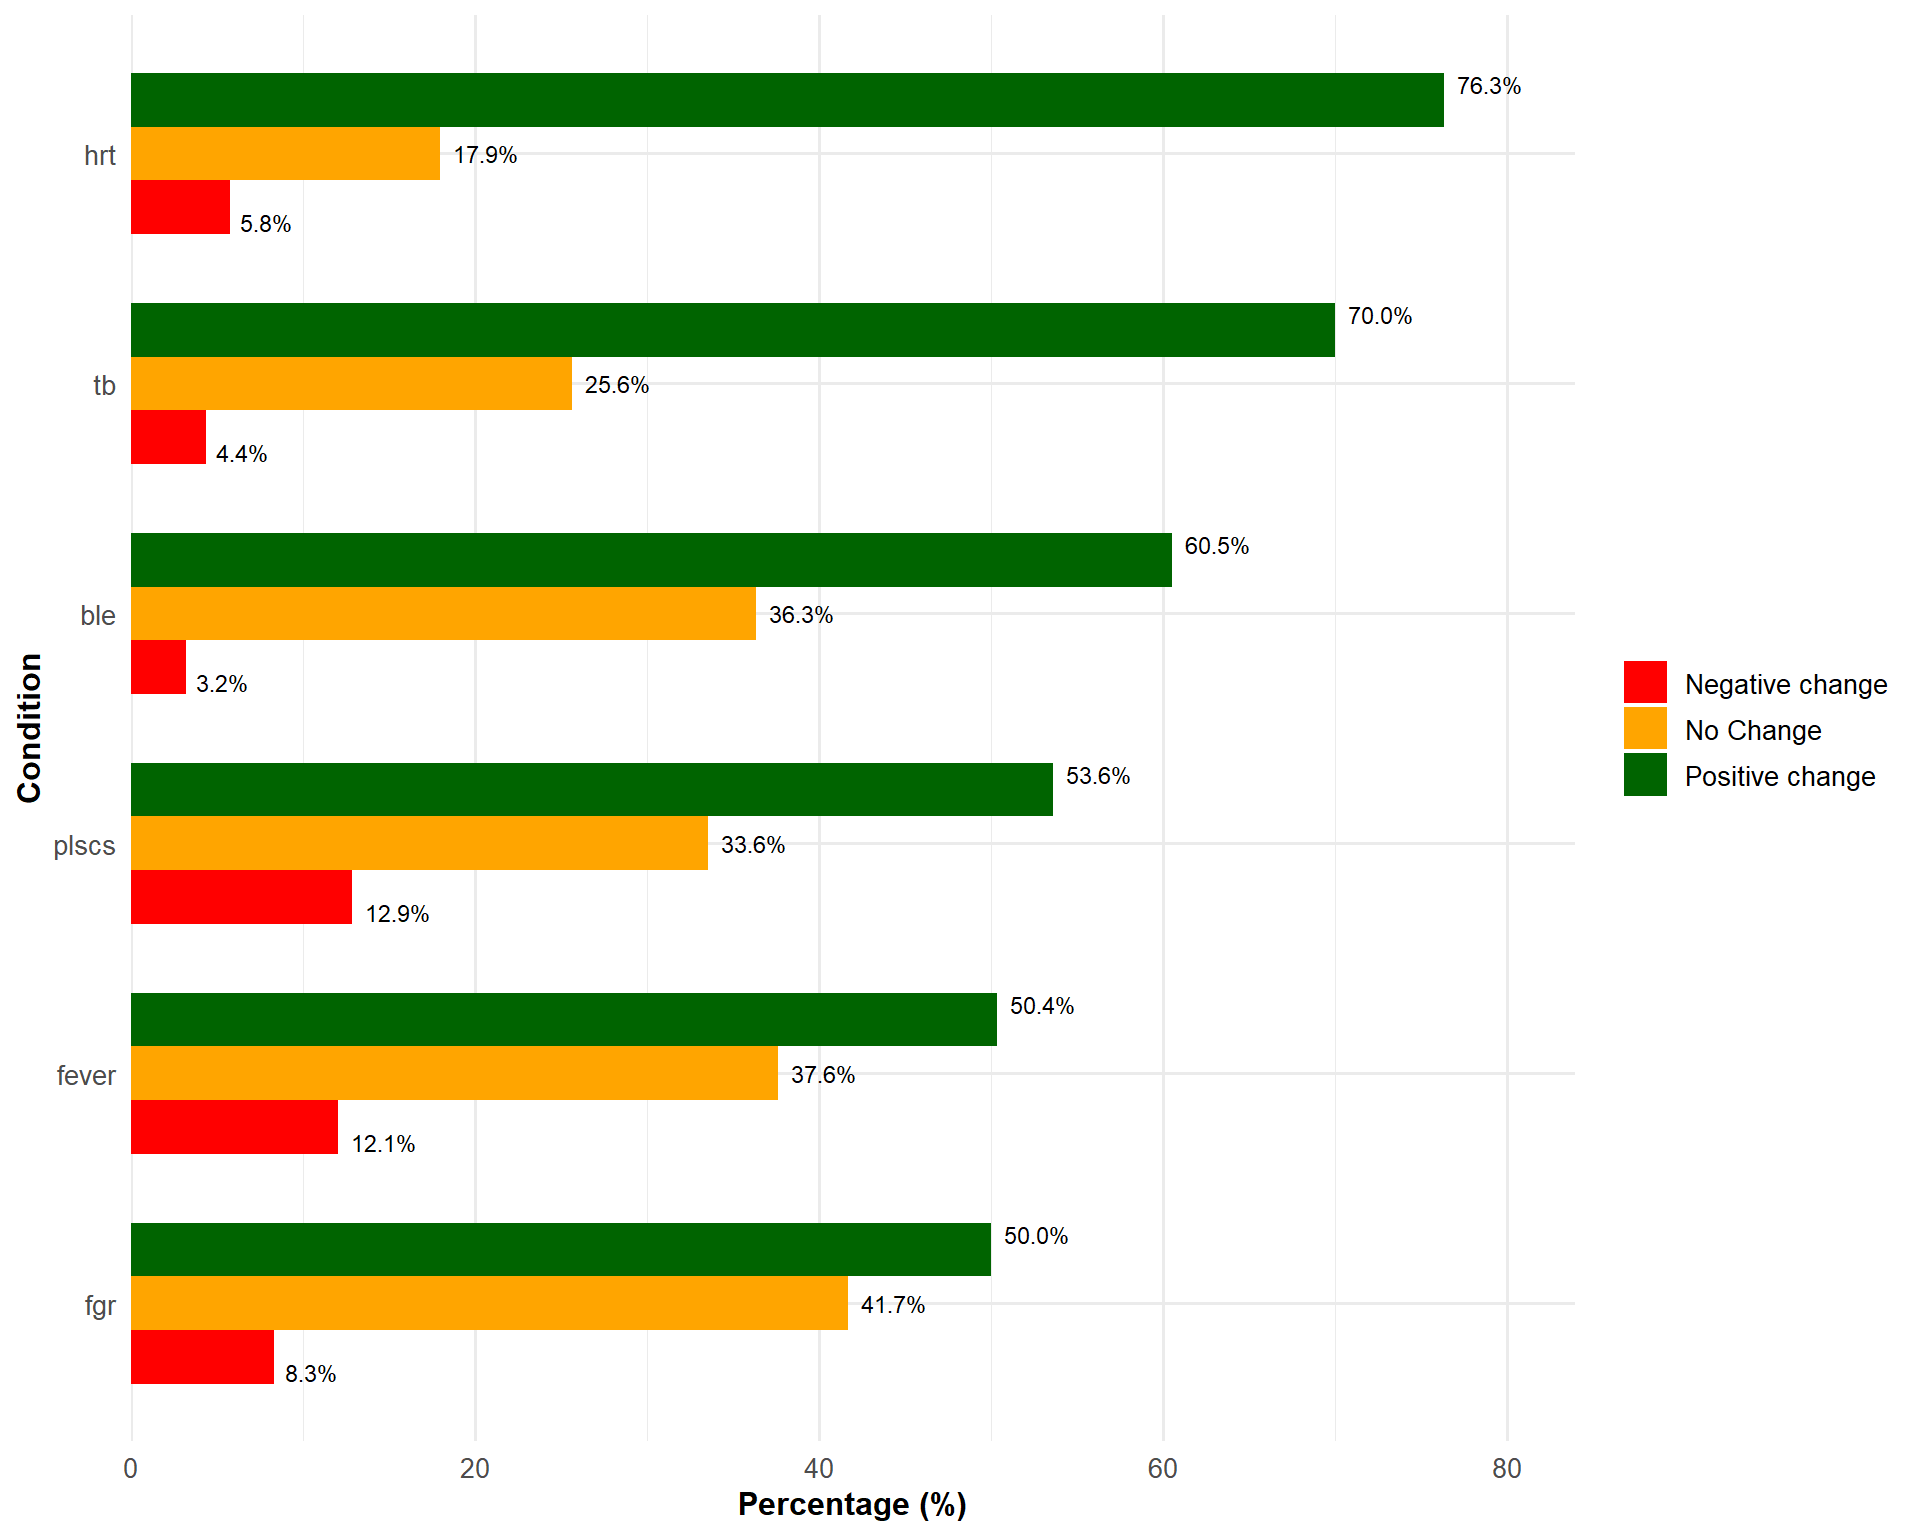 76.3%
hrt
17.9%
5.8%
70.0%
tb
25.6%
4.4%
60.5%
ble
36.3%
3.2%
Condition
Negative change
No Change
Positive change
53.6%
plscs
33.6%
12.9%
50.4%
fever
37.6%
12.1%
50.0%
fgr
41.7%
8.3%
0 20 40 60 80
Percentage (%)